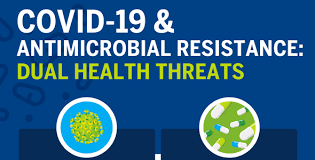 COVID-19 &
ANTIMICROBIAL RESISTANCE:
DUAL HEALTH THREATS